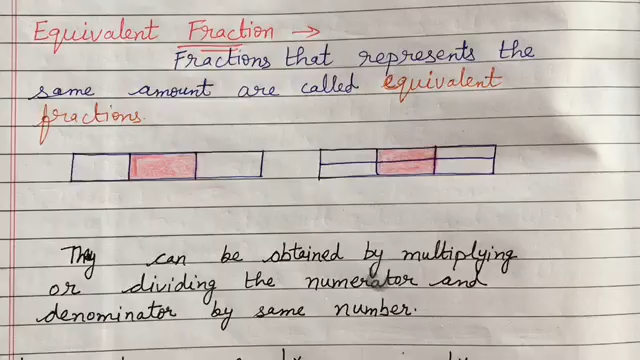 Equivalent Fraction →
Fractions that represents the
same amount are called equivalent
fractions.
They can be obtained by multiplying
or dividing the numerator and
denominator by same number.